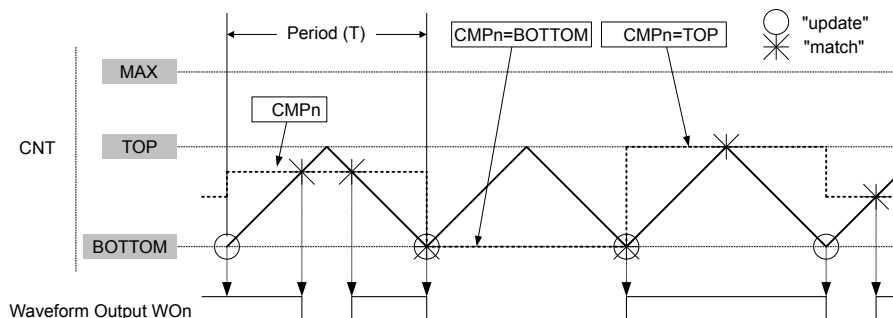 Period (T)
CMPn=BOTTOM
CMPn=TOP
"update"
"match"
MAX
CMPn
CNT
TOP
BOTTOM
Waveform Output WOn